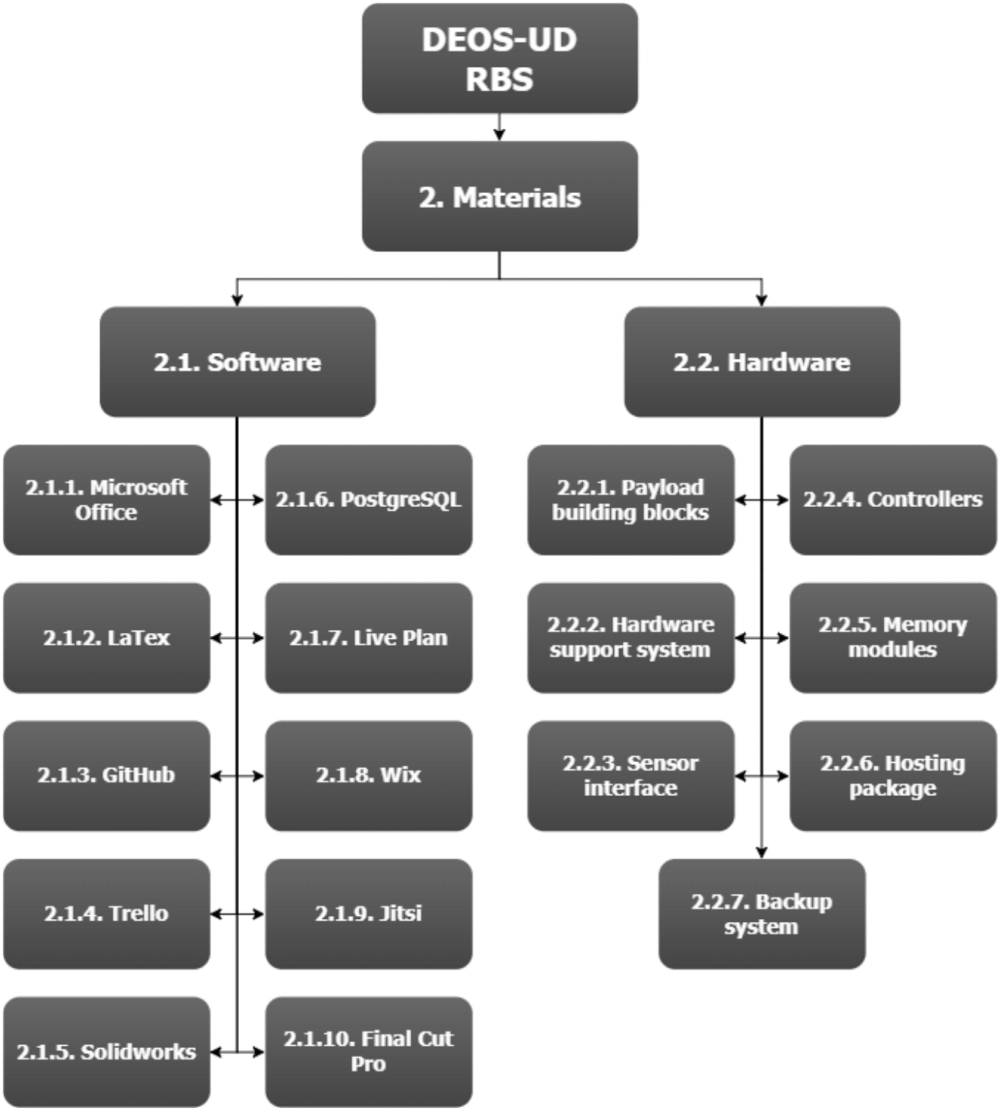 DEOS-UD
RBS
2. Materials
2.1. Software
2.1.1. Microsoft
Office
2.1.2. LaTex
2.1.3. GitHub
2.1.4. Trello
2.1.5. Solidworks
2.1.6. PostgreSQL
2.1.7. Live Plan
2.1.8. Wix
2.1.9. Jitsi
2.1.10. Final Cut
Pro
2.2. Hardware
2.2.1. Payload
building blocks
2.2.2. Hardware
support system
2.2.3. Sensor
interface
2.2.4. Controllers
2.2.5. Memory
modules
2.2.6. Hosting
package
2.2.7. Backup
system